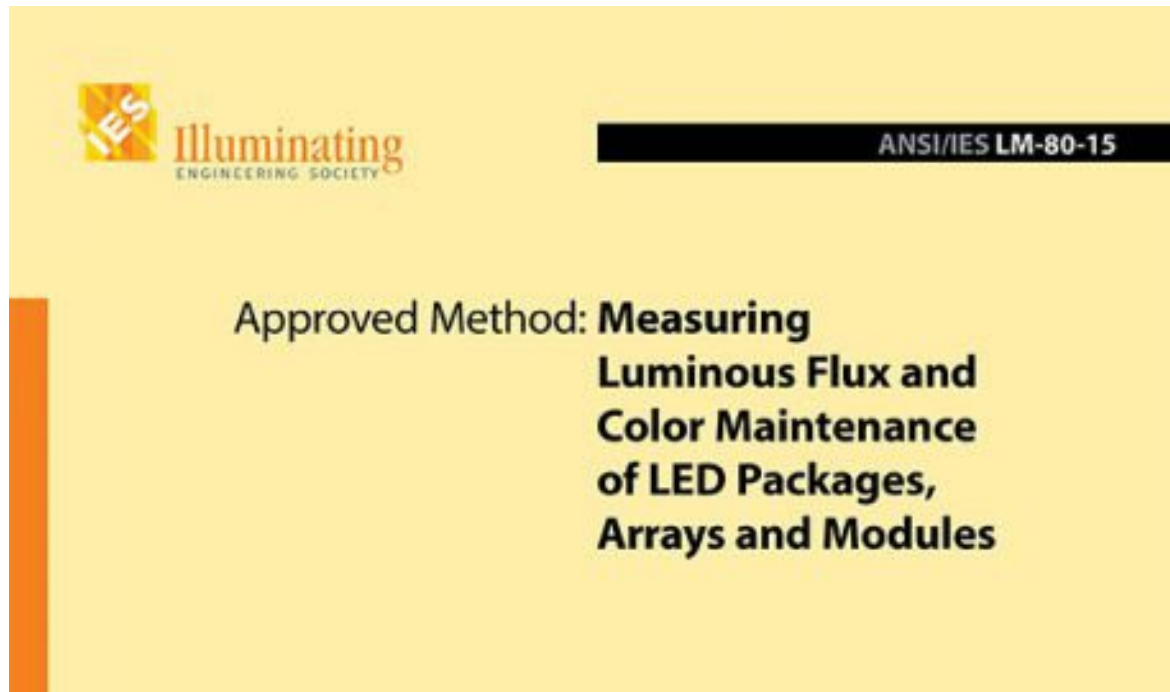 IES
Illuminating
ENGINEERING SOCIETY
ANSI/IES LM-80-15
Approved Method: Measuring
Luminous Flux and
Color Maintenance
of LED Packages,
Arrays and Modules